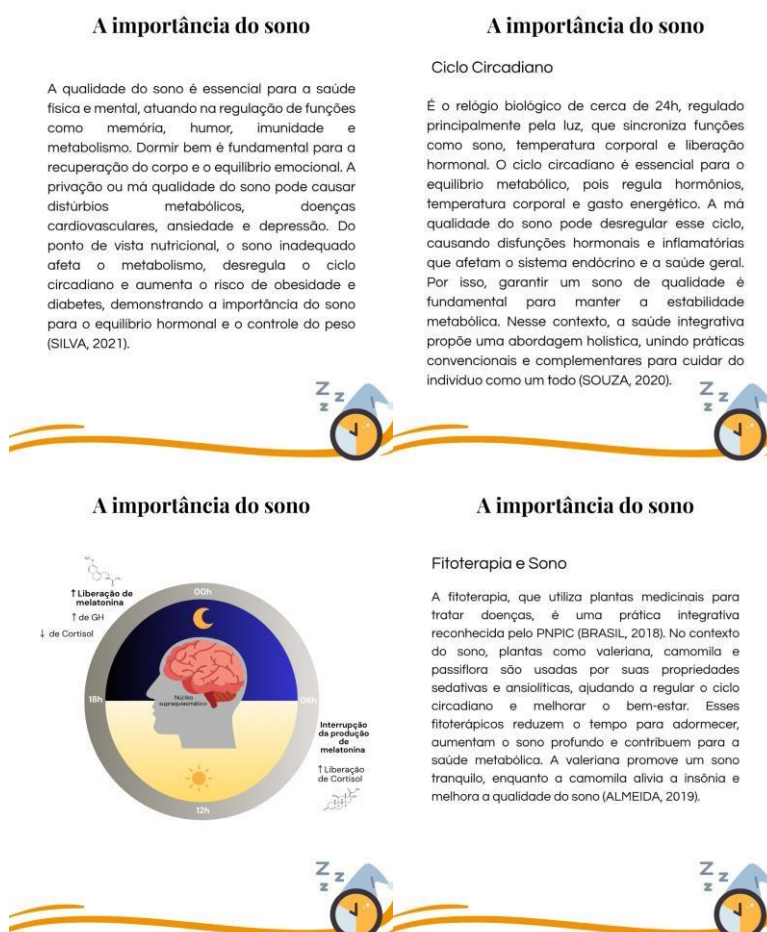 A importância do sono
A qualidade do sono é essencial para a saúde
física e mental, atuando na regulação de funções
como memória, humor, imunidade e
metabolismo. Dormir bem é fundamental para a
recuperação do corpo e o equilíbrio emocional. A
privação ou má qualidade do sono pode causar
distúrbios metabólicos, doenças
cardiovasculares, ansiedade e depressão. Do
ponto de vista nutricional, o sono inadequado
afeta o metabolismo, desregula o ciclo
circadiano e aumenta o risco de obesidade e
diabetes, demonstrando a importância do sono
para o equilíbrio hormonal e o controle do peso
(SILVA, 2021).
Z z z
A importância do sono
Ciclo Circadiano
É o relógio biológico de cerca de 24h, regulado
principalmente pela luz, que sincroniza funções
como sono, temperatura corporal e liberação
hormonal. O ciclo circadiano é essencial para o
equilíbrio metabólico, pois regula hormônios,
temperatura corporal e gasto energético. A má
qualidade do sono pode desregular esse ciclo,
causando disfunções hormonais e inflamatórias
que afetam o sistema endócrino e a saúde geral.
Por isso, garantir um sono de qualidade é
fundamental para manter a estabilidade
metabólica. Nesse contexto, a saúde integrativa
propõe uma abordagem holística, unindo práticas
convencionais e complementares para cuidar do
indivíduo como um todo (SOUZA, 2020).
Z z z
A importância do sono
↑ Liberação de
melatonina
↑ de GH
↓ de Cortisol
00h
18h
Núcleo
supraquiasmático
06h
12h
Interrupção
da produção
de
melatonina
↑ Liberação
de Cortisol
Z z z
A importância do sono
Fitoterapia e Sono
A fitoterapia, que utiliza plantas medicinais para
tratar doenças, é uma prática integrativa
reconhecida pelo PNPIC (BRASIL, 2018). No contexto
do sono, plantas como valeriana, camomila e
passiflora são usadas por suas propriedades
sedativas e ansiolíticas, ajudando a regular o ciclo
circadiano e melhorar o bem-estar. Esses
fitoterápicos reduzem o tempo para adormecer,
aumentam o sono profundo e contribuem para a
saúde metabólica. A valeriana promove um sono
tranquilo, enquanto a camomila alivia a insônia e
melhora a qualidade do sono (ALMEIDA, 2019).
Z z z